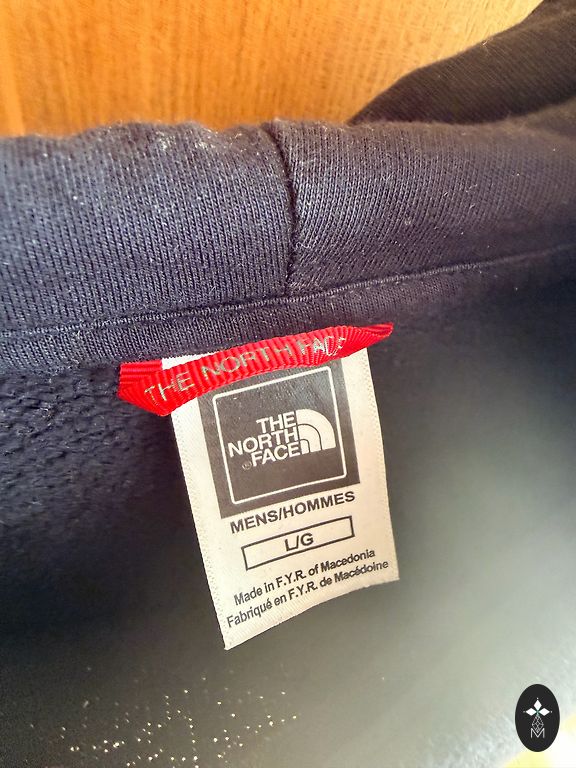 THE NORTH FACE
THE
NORTH
FACE
®
MENS/HOMMES
L/G
Made in F.Y.R. of Macedonia
Fabriqué en F.Y.R. de Macédoine
M